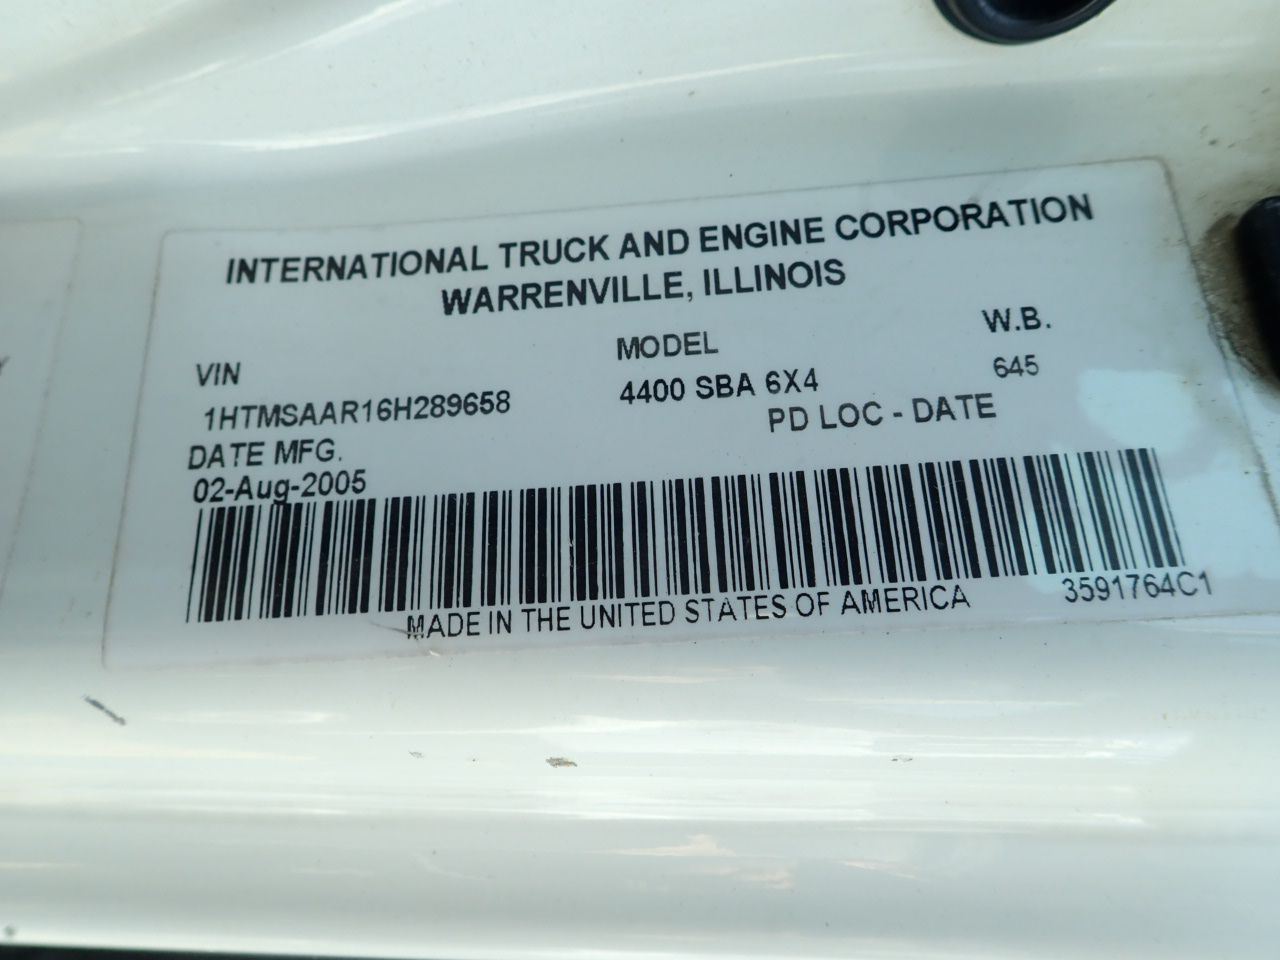 INTERNATIONAL TRUCK AND ENGINE CORPORATION
WARRENVILLE, ILLINOIS
VIN MODEL W.B.
1HTMSAAR16H289658 4400 SBA 6X4 645
DATE MFG. PD LOC - DATE
02-Aug-2005
MADE IN THE UNITED STATES OF AMERICA 3591764C1